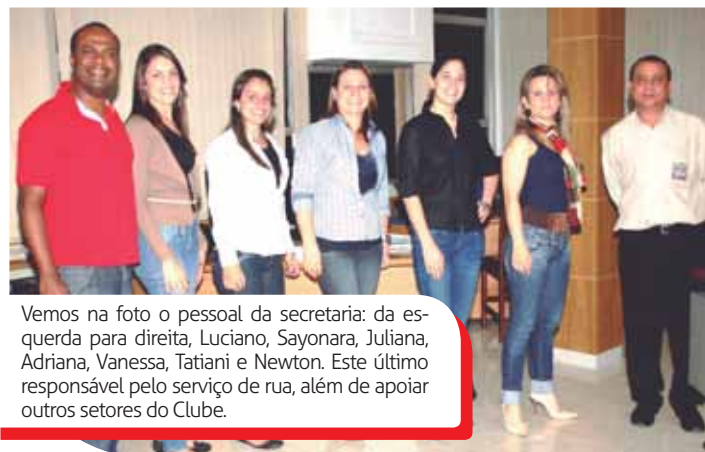 Vemos na foto o pessoal da secretaria: da es-
querda para direita, Luciano, Sayonara, Juliana,
Adriana, Vanessa, Tatiani e Newton. Este último
responsável pelo serviço de rua, além de apoiar
outros setores do Clube.